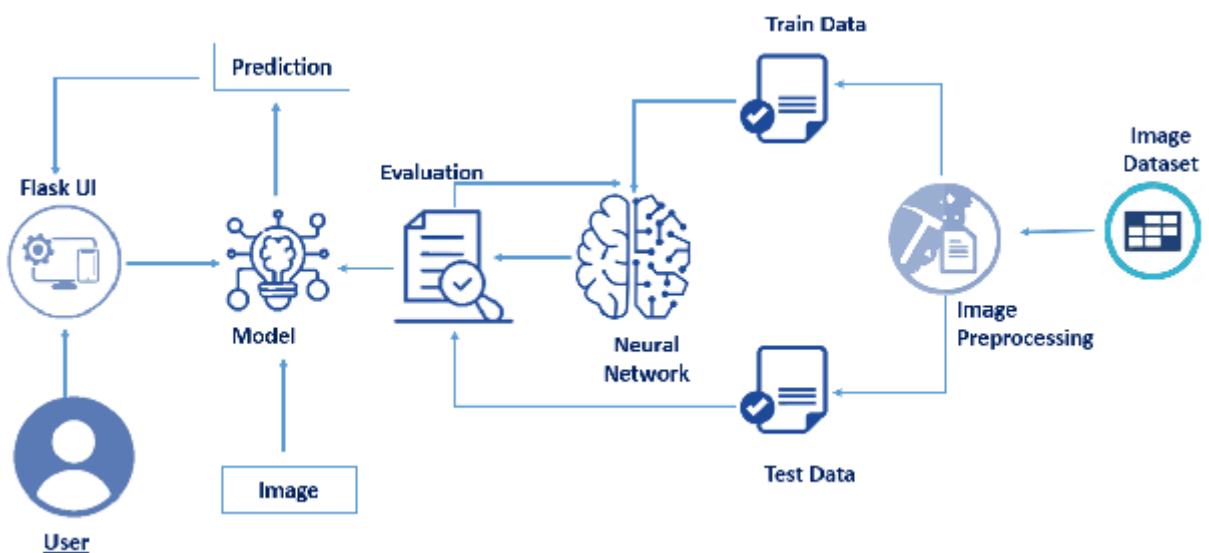 Train Data
Prediction
Image
Dataset
Evaluation
Flask UI
Model
Image
Preprocessing
Neural
Network
Image
Test Data
User